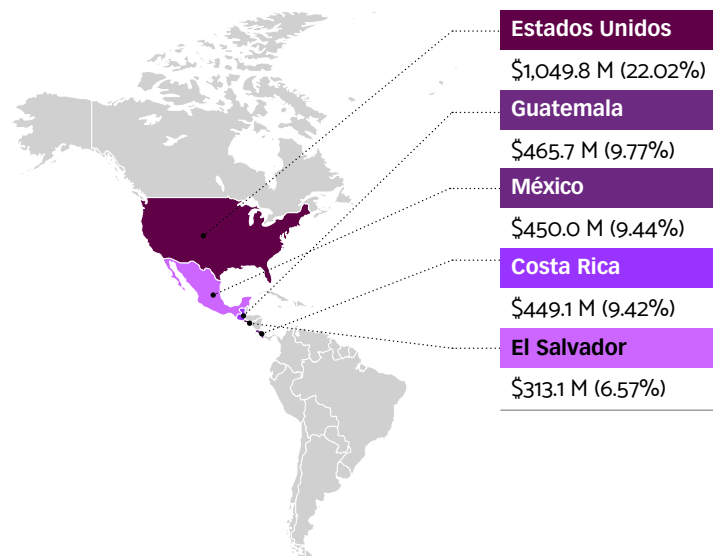 Estados Unidos
$1,049.8 M (22.02%)
Guatemala
$465.7 M (9.77%)
México
$450.0 M (9.44%)
Costa Rica
$449.1 M (9.42%)
El Salvador
$313.1 M (6.57%)